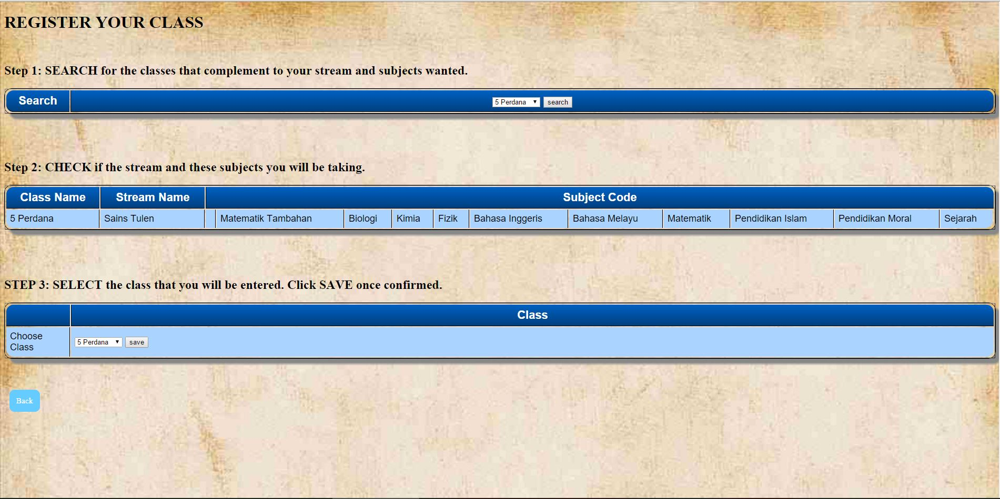 REGISTER YOUR CLASS
Step 1: SEARCH for the classes that complement to your stream and subjects wanted.
Search 5 Perdana search
Step 2: CHECK if the stream and these subjects you will be taking.
Class Name Stream Name Subject Code
5 Perdana Sains Tulen Matematik Tambahan Biologi Kimia Fizik Bahasa Inggeris Bahasa Melayu Matematik Pendidikan Islam Pendidikan Moral Sejarah
STEP 3: SELECT the class that you will be entered. Click SAVE once confirmed.
Class
Choose
Class
5 Perdana save
Back